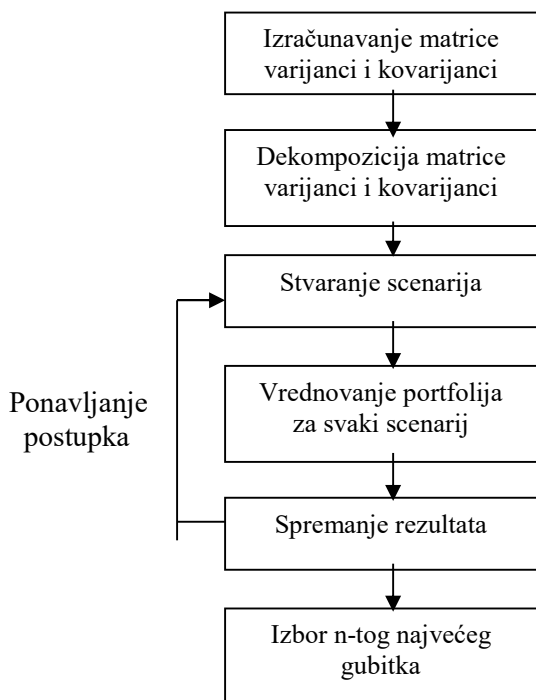 Izračunavanje matrice
varijanci i kovarijanci
Dekompozicija matrice
varijanci i kovarijanci
Stvaranje scenarija
Ponavljanje
postupka
Vrednovanje portfolija
za svaki scenarij
Spremanje rezultata
Izbor n-tog najvećeg
gubitka